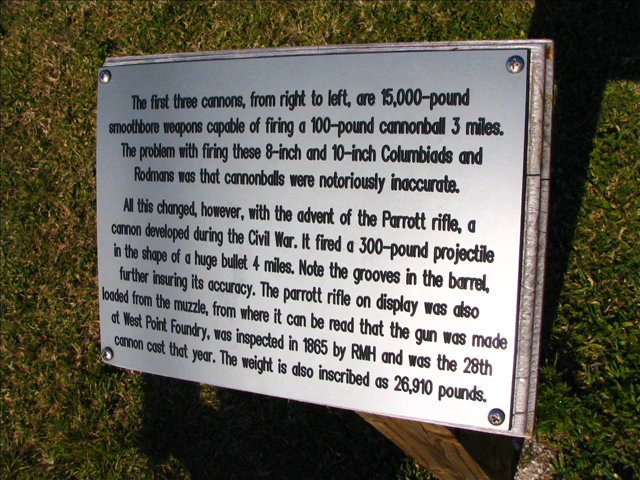 The first three cannons, from right to left, are 15,000-pound
smoothbore weapons capable of firing a 100-pound cannonball 3 miles.
The problem with firing these 8-inch and 10-inch Columbiads and
Rodmans was that cannonballs were notoriously inaccurate.
All this changed, however, with the advent of the Parrott rifle, a
cannon developed during the Civil War. It fired a 300-pound projectile
in the shape of a huge bullet 4 miles. Note the grooves in the barrel,
further insuring its accuracy. The parrott rifle on display was also
loaded from the muzzle, from where it can be read that the gun was made
at West Point Foundry, was inspected in 1865 by RMH and was the 28th
cannon cast that year. The weight is also inscribed as 26,910 pounds.